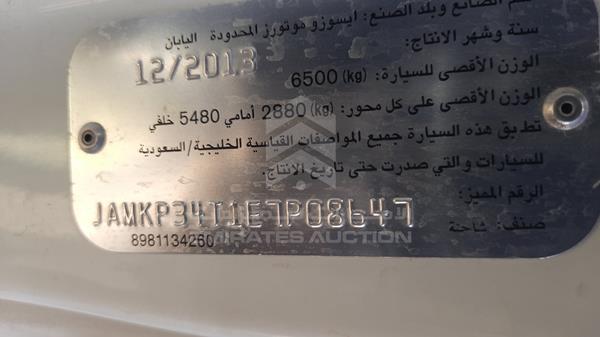 اسم الصانع وبلد الصنع: ايسوزو موتورز المحدودة اليابان
سنة وشهر الانتاج:
12/2013
الوزن الأقصى للسيارة: (kg) 6500
الوزن الأقصى على كل محور: (kg) 2880 أمامي 5480 خلفي
تطبق هذه السيارة جميع المواصفات القياسية الخليجية/السعودية
للسيارات والتي صدرت حتى تاريخ الانتاج.
الرقم المميز:
JAMKP34T1E7P08647
صنف: شاحنة
8981134260
EMIRATES AUCTION